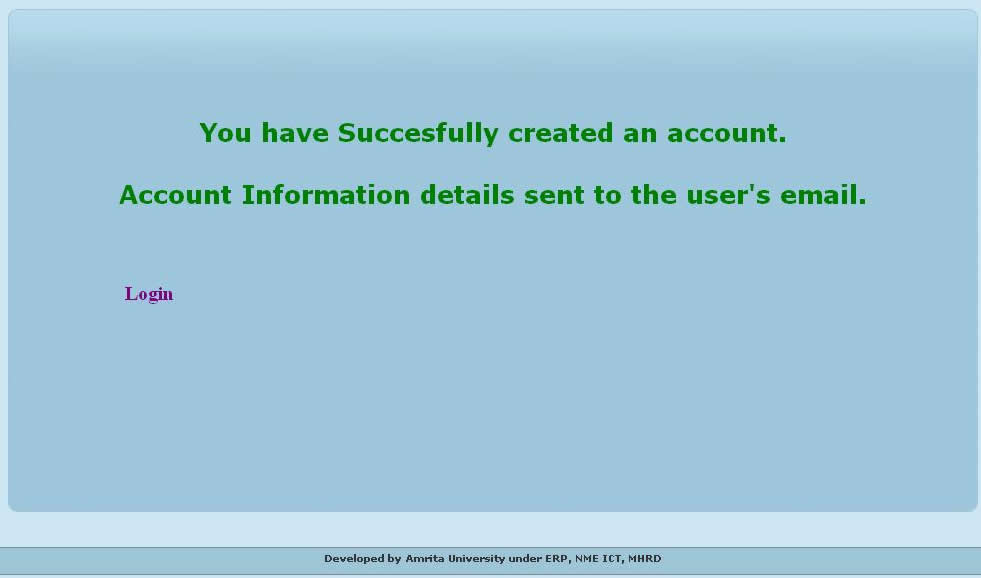 You have Succesfully created an account.
Account Information details sent to the user's email.
Login
Developed by Amrita University under ERP, NME ICT, MHRD